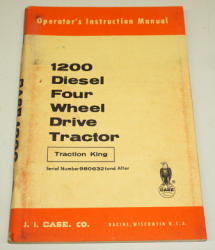 Operator's Instruction Manual
1200
Diesel
Four
Wheel
Drive
Tractor
Traction King
Serial Number 9806321 and After
CASE
J. I. CASE. CO.
RACINE, WISCONSIN U.S.A.